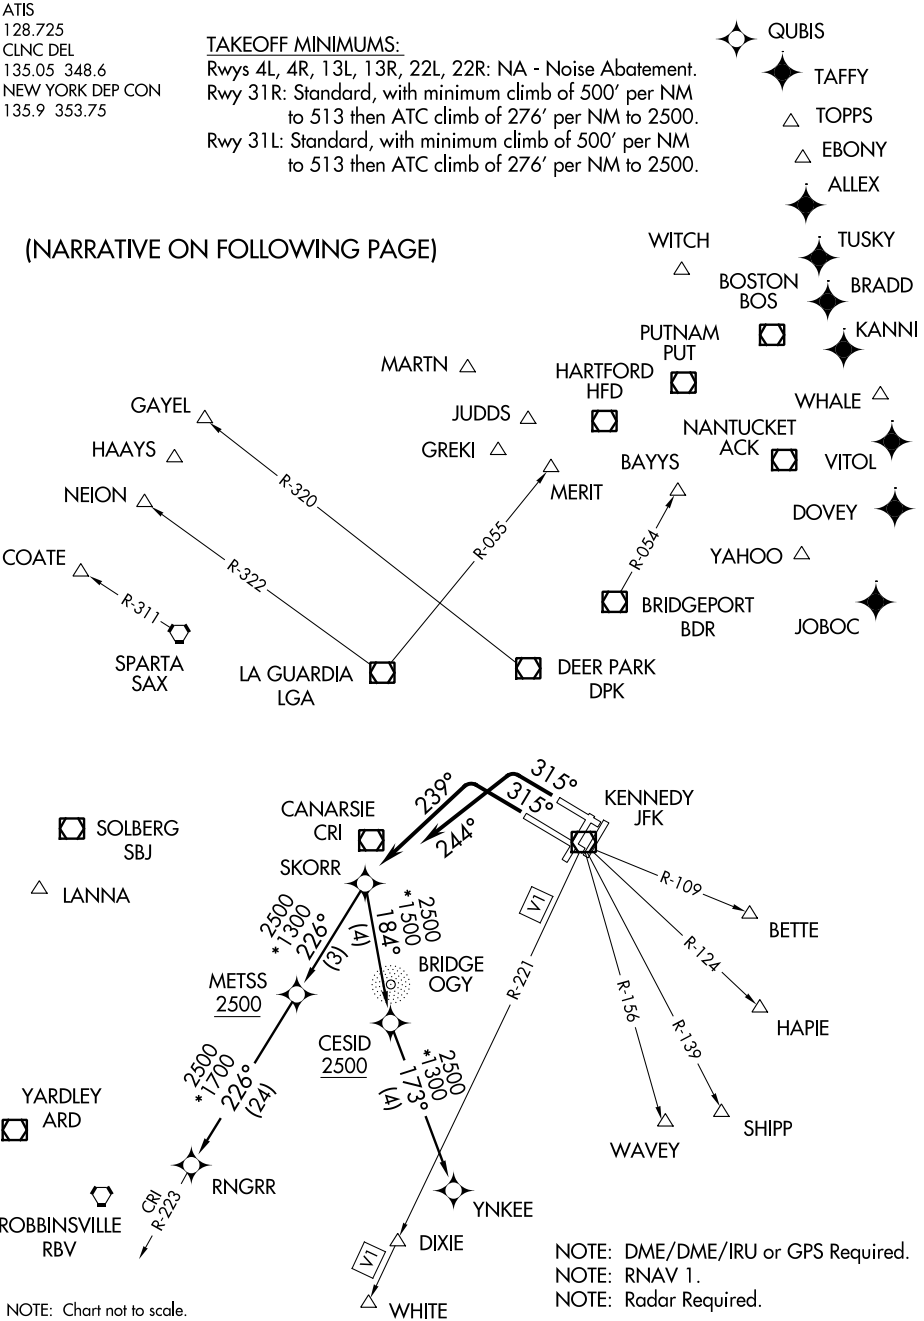 ATIS
128.725
CLNC DEL
135.05 348.6
NEW YORK DEP CON
135.9 353.75
TAKEOFF MINIMUMS:
Rwys 4L, 4R, 13L, 13R, 22L, 22R: NA - Noise Abatement.
Rwy 31R: Standard, with minimum climb of 500' per NM
to 513 then ATC climb of 276' per NM to 2500.
Rwy 31L: Standard, with minimum climb of 500' per NM
to 513 then ATC climb of 276' per NM to 2500.
QUBIS
TAFFY
TOPPS
EBONY
ALLEX
(NARRATIVE ON FOLLOWING PAGE)
WITCH
TUSKY
BOSTON
BOS
BRADD
PUTNAM
PUT
KANNI
MARTN
HARTFORD
HFD
WHALE
GAYEL
JUDDS
NANTUCKET
ACK
HAAYS
GREKI
BAYYS
VITOL
NEION
R-320
MERIT
DOVEY
COATE
R-322
R-055
R-054
YAHOO
R-311
BRIDGEPORT
BDR
JOBOC
SPARTA
SAX
LA GUARDIA
LGA
DEER PARK
DPK
239°
315°
315°
KENNEDY
JFK
CANARSIE
CRI
244°
SOLBERG
SBJ
SKORR
LANNA
R-109
V1
BETTE
2500
*1300
226°
(3)
2500
*1500
184°
(4)
R-124
BRIDGE
OGY
R-221
METSS
2500
R-156
HAPIE
CESID
2500
R-139
2500
*1700
226°
(24)
2500
*1300
173°
(4)
YARDLEY
ARD
WAVEY
SHIPP
RNGRR
CRI
R-223
YNKEE
ROBBINSVILLE
RBV
DIXIE
V1
WHITE
NOTE: DME/DME/IRU or GPS Required.
NOTE: RNAV 1.
NOTE: Radar Required.
NOTE: Chart not to scale.